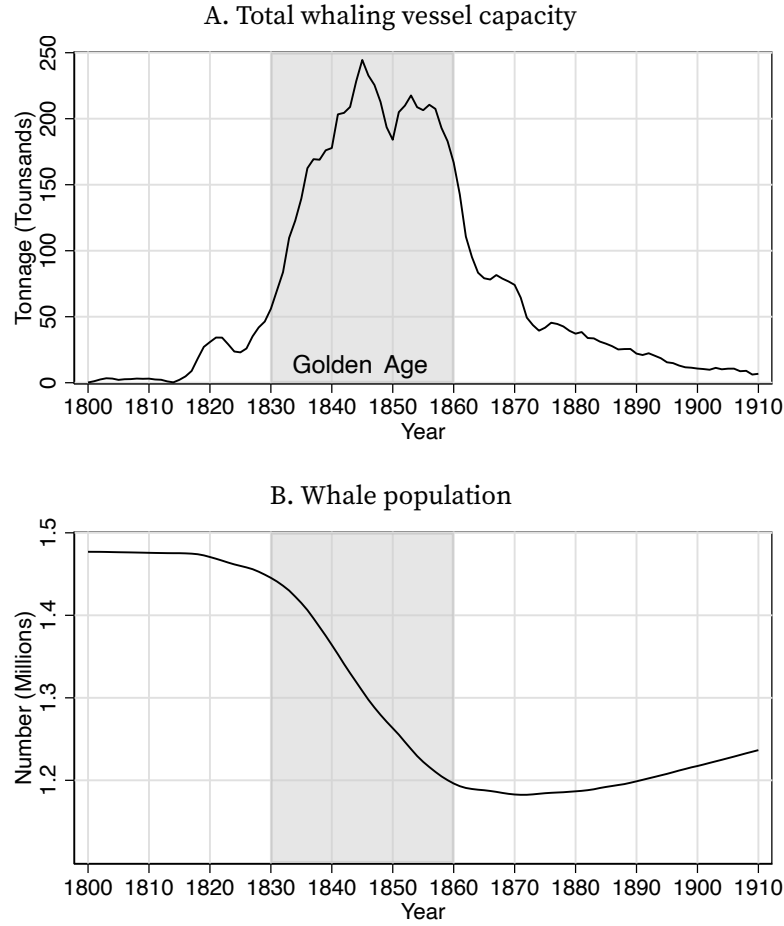 A. Total whaling vessel capacity
Tonnage (Tounsands)
250
200
150
100
50
0
Golden Age
1800 1810 1820 1830 1840 1850 1860 1870 1880 1890 1900 1910
Year
B. Whale population
Number (Millions)
1.5
1.4
1.3
1.2
1800 1810 1820 1830 1840 1850 1860 1870 1880 1890 1900 1910
Year